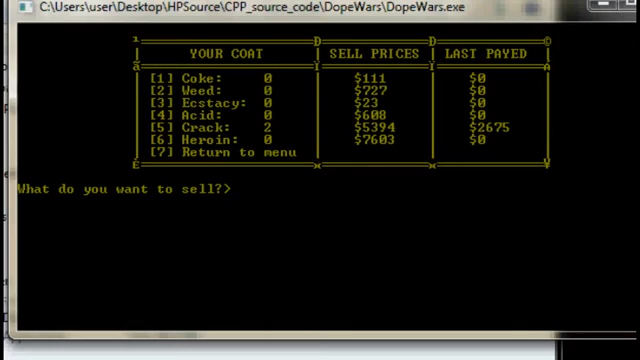 C:\Users\user\Desktop\HPSource\CPP_source_code\DopeWars\DopeWars.exe
YOUR COAT SELL PRICES LAST PAYED
[1] Coke: 0 $111 $0
[2] Weed: 0 $727 $0
[3] Ecstacy: 0 $23 $0
[4] Acid: 0 $608 $0
[5] Crack: 2 $5394 $2675
[6] Heroin: 0 $7603 $0
[7] Return to menu
What do you want to sell?>